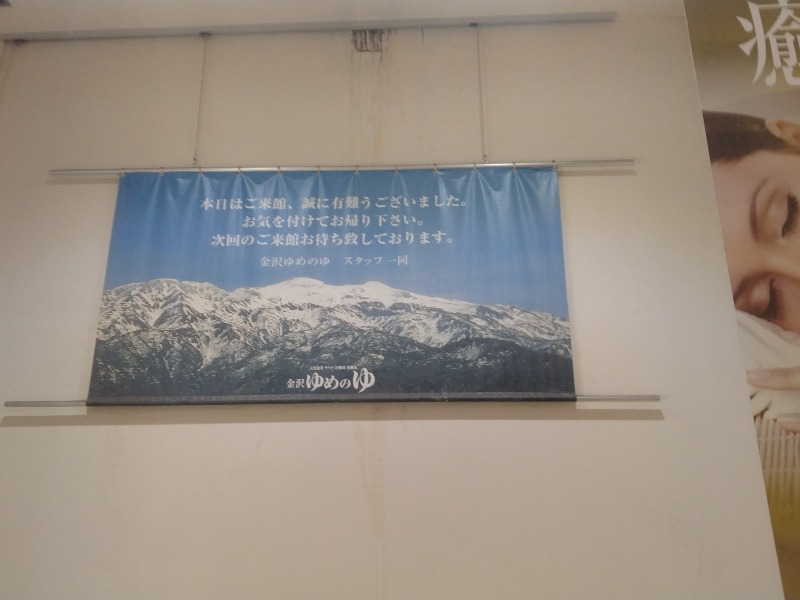 本日はご来館、誠に有難うございました。
お気を付けてお帰り下さい。
次回のご来館お待ち致しております。
金沢ゆめのゆ　スタッフ一同
金沢 ゆめのゆ
癒